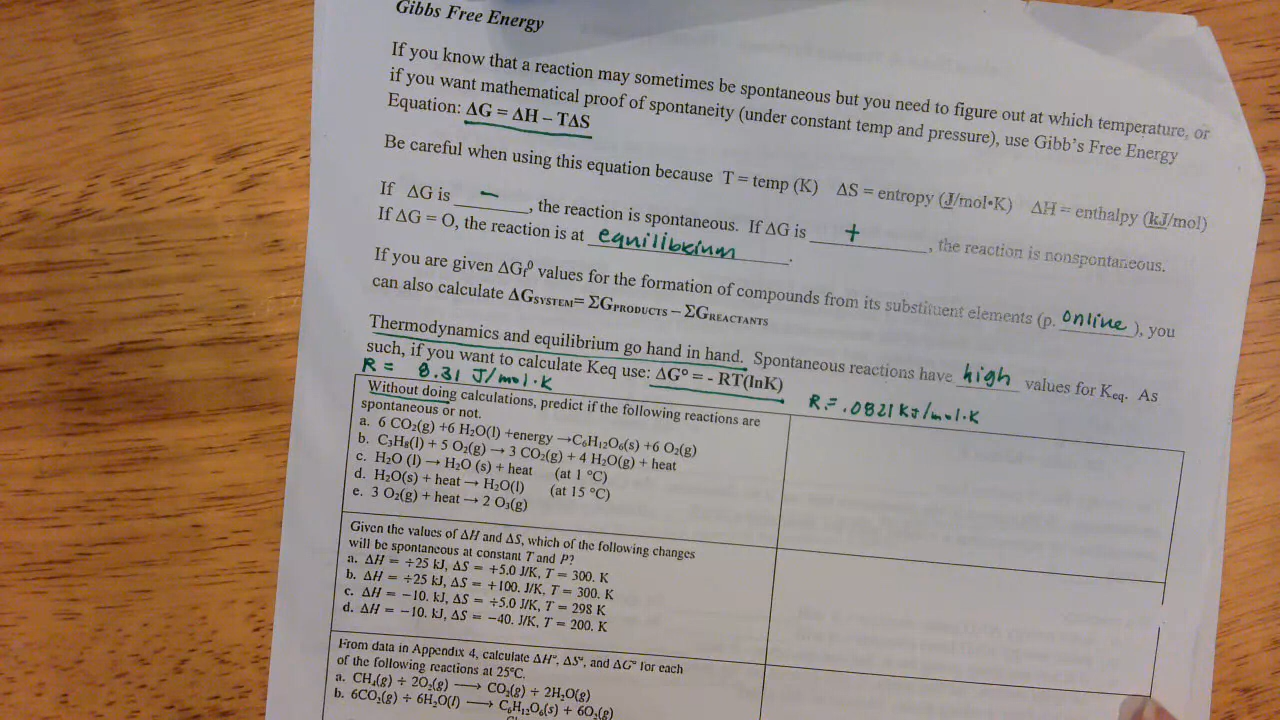 Gibbs Free Energy
If you know that a reaction may sometimes be spontaneous but you need to figure out at which temperature, or
if you want mathematical proof of spontaneity (under constant temp and pressure), use Gibb's Free Energy
Equation: ΔG = ΔH – TΔS
Be careful when using this equation because T = temp (K) ΔS = entropy (J/mol•K) ΔH = enthalpy (kJ/mol)
If ΔG is –, the reaction is spontaneous. If ΔG is +, the reaction is nonspontaneous.
If ΔG = O, the reaction is at equilibrium.
If you are given ΔGf⁰ values for the formation of compounds from its substituent elements (p. online), you
can also calculate ΔGSYSTEM= ΣGPRODUCTS – ΣGREACTANTS
Thermodynamics and equilibrium go hand in hand. Spontaneous reactions have high values for Keq. As
such, if you want to calculate Keq use: ΔG° = - RT(lnK)
R = 8.31 J/mol·K R = .0821 KJ/mol·K
Without doing calculations, predict if the following reactions are
spontaneous or not.
a. 6 CO₂(g) +6 H₂O(l) +energy →C₆H₁₂O₆(s) +6 O₂(g)
b. C₃H₈(l) + 5 O₂(g) → 3 CO₂(g) + 4 H₂O(g) + heat
c. H₂O (l) → H₂O (s) + heat (at 1 °C)
d. H₂O(s) + heat → H₂O(l) (at 15 °C)
e. 3 O₂(g) + heat → 2 O₃(g)
Given the values of ΔH and ΔS, which of the following changes
will be spontaneous at constant T and P?
a. ΔH = +25 kJ, ΔS = +5.0 J/K, T = 300. K
b. ΔH = +25 kJ, ΔS = +100. J/K, T = 300. K
c. ΔH = −10. kJ, ΔS = +5.0 J/K, T = 298 K
d. ΔH = −10. kJ, ΔS = −40. J/K, T = 200. K
From data in Appendix 4, calculate ΔH°, ΔS°, and ΔG° for each
of the following reactions at 25°C.
a. CH₄(g) + 2O₂(g) ⟶ CO₂(g) + 2H₂O(g)
b. 6CO₂(g) + 6H₂O(l) ⟶ C₆H₁₂O₆(s) + 6O₂(g)